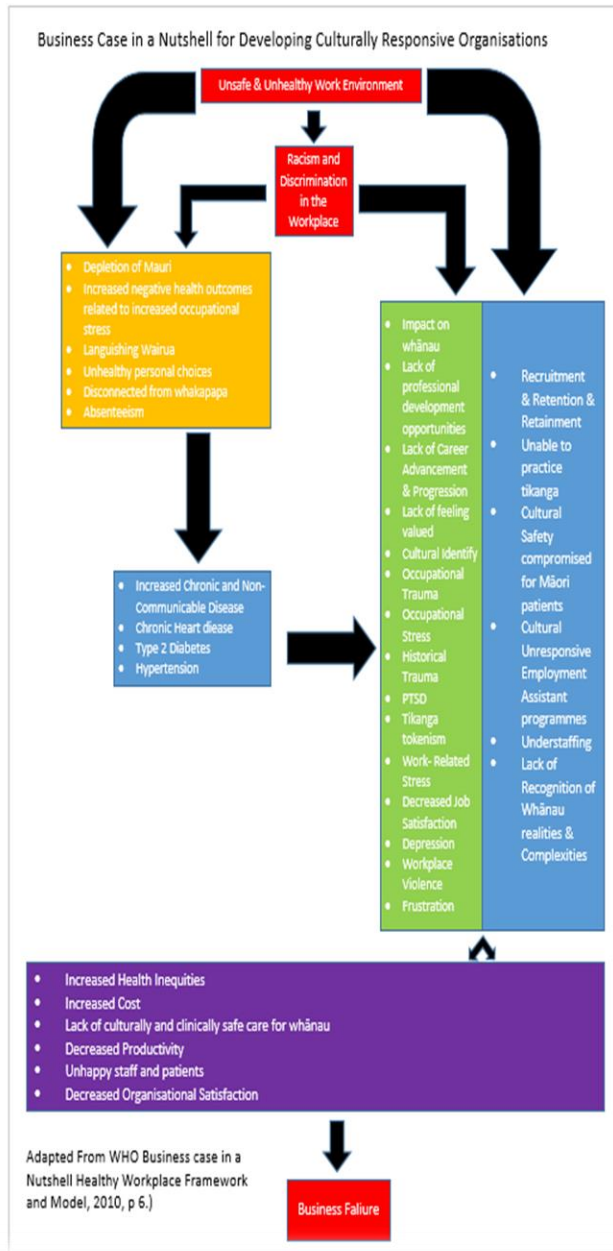 Business Case in a Nutshell for Developing Culturally Responsive Organisations
Unsafe & Unhealthy Work Environment
Racism and
Discrimination
in the
Workplace
• Depletion of Mauri
• Increased negative health outcomes
related to increased occupational
stress
• Languishing Wairua
• Unhealthy personal choices
• Disconnected from whakapapa
• Absenteeism
• Increased Chronic and Non-
Communicable Disease
• Chronic Heart diease
• Type 2 Diabetes
• Hypertension
• Impact on
whānau
• Lack of
professional
development
opportunities
• Lack of Career
Advancement
& Progression
• Lack of feeling
valued
• Cultural Identify
• Occupational
Trauma
• Occupational
Stress
• Historical
Trauma
• PTSD
• Tikanga
tokenism
• Work- Related
Stress
• Decreased Job
Satisfaction
• Depression
• Workplace
Violence
• Frustration
• Recruitment
& Retention &
Retainment
• Unable to
practice
tikanga
• Cultural
Safety
compromised
for Māori
patients
• Cultural
Unresponsive
Employment
Assistant
programmes
• Understaffing
• Lack of
Recognition of
Whānau
realities &
Complexities
• Increased Health Inequities
• Increased Cost
• Lack of culturally and clinically safe care for whānau
• Decreased Productivity
• Unhappy staff and patients
• Decreased Organisational Satisfaction
Adapted From WHO Business case in a
Nutshell Healthy Workplace Framework
and Model, 2010, p 6.)
Business Faliure